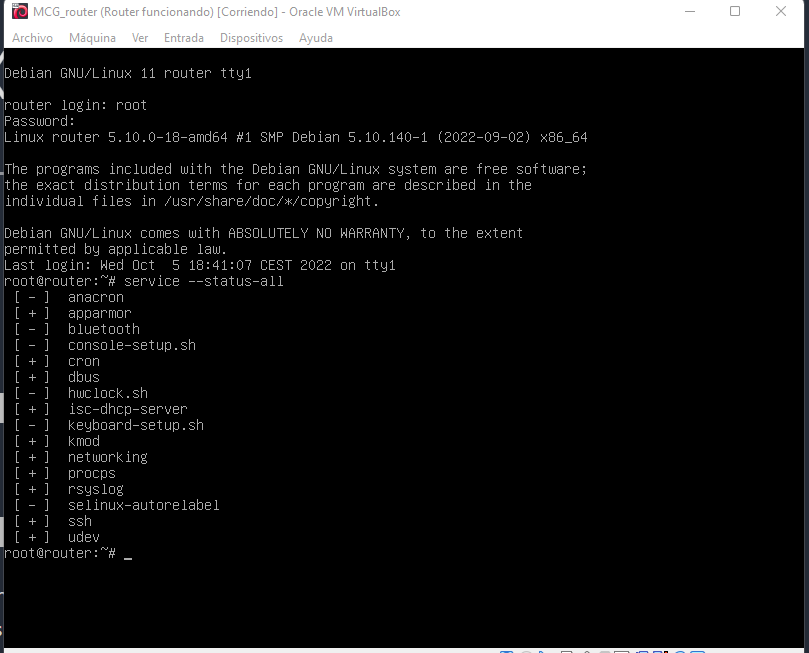 MCG_router (Router funcionando) [Corriendo] - Oracle VM VirtualBox
Archivo Máquina Ver Entrada Dispositivos Ayuda
Debian GNU/Linux 11 router tty1
router login: root
Password:
Linux router 5.10.0-18-amd64 #1 SMP Debian 5.10.140-1 (2022-09-02) x86_64
The programs included with the Debian GNU/Linux system are free software;
the exact distribution terms for each program are described in the
individual files in /usr/share/doc/*/copyright.
Debian GNU/Linux comes with ABSOLUTELY NO WARRANTY, to the extent
permitted by applicable law.
Last login: Wed Oct  5 18:41:07 CEST 2022 on tty1
root@router:~# service --status-all
[ - ]  anacron
[ + ]  apparmor
[ - ]  bluetooth
[ - ]  console-setup.sh
[ + ]  cron
[ + ]  dbus
[ - ]  hwclock.sh
[ + ]  isc-dhcp-server
[ - ]  keyboard-setup.sh
[ + ]  kmod
[ + ]  networking
[ + ]  procps
[ + ]  rsyslog
[ - ]  selinux-autorelabel
[ + ]  ssh
[ + ]  udev
root@router:~# _